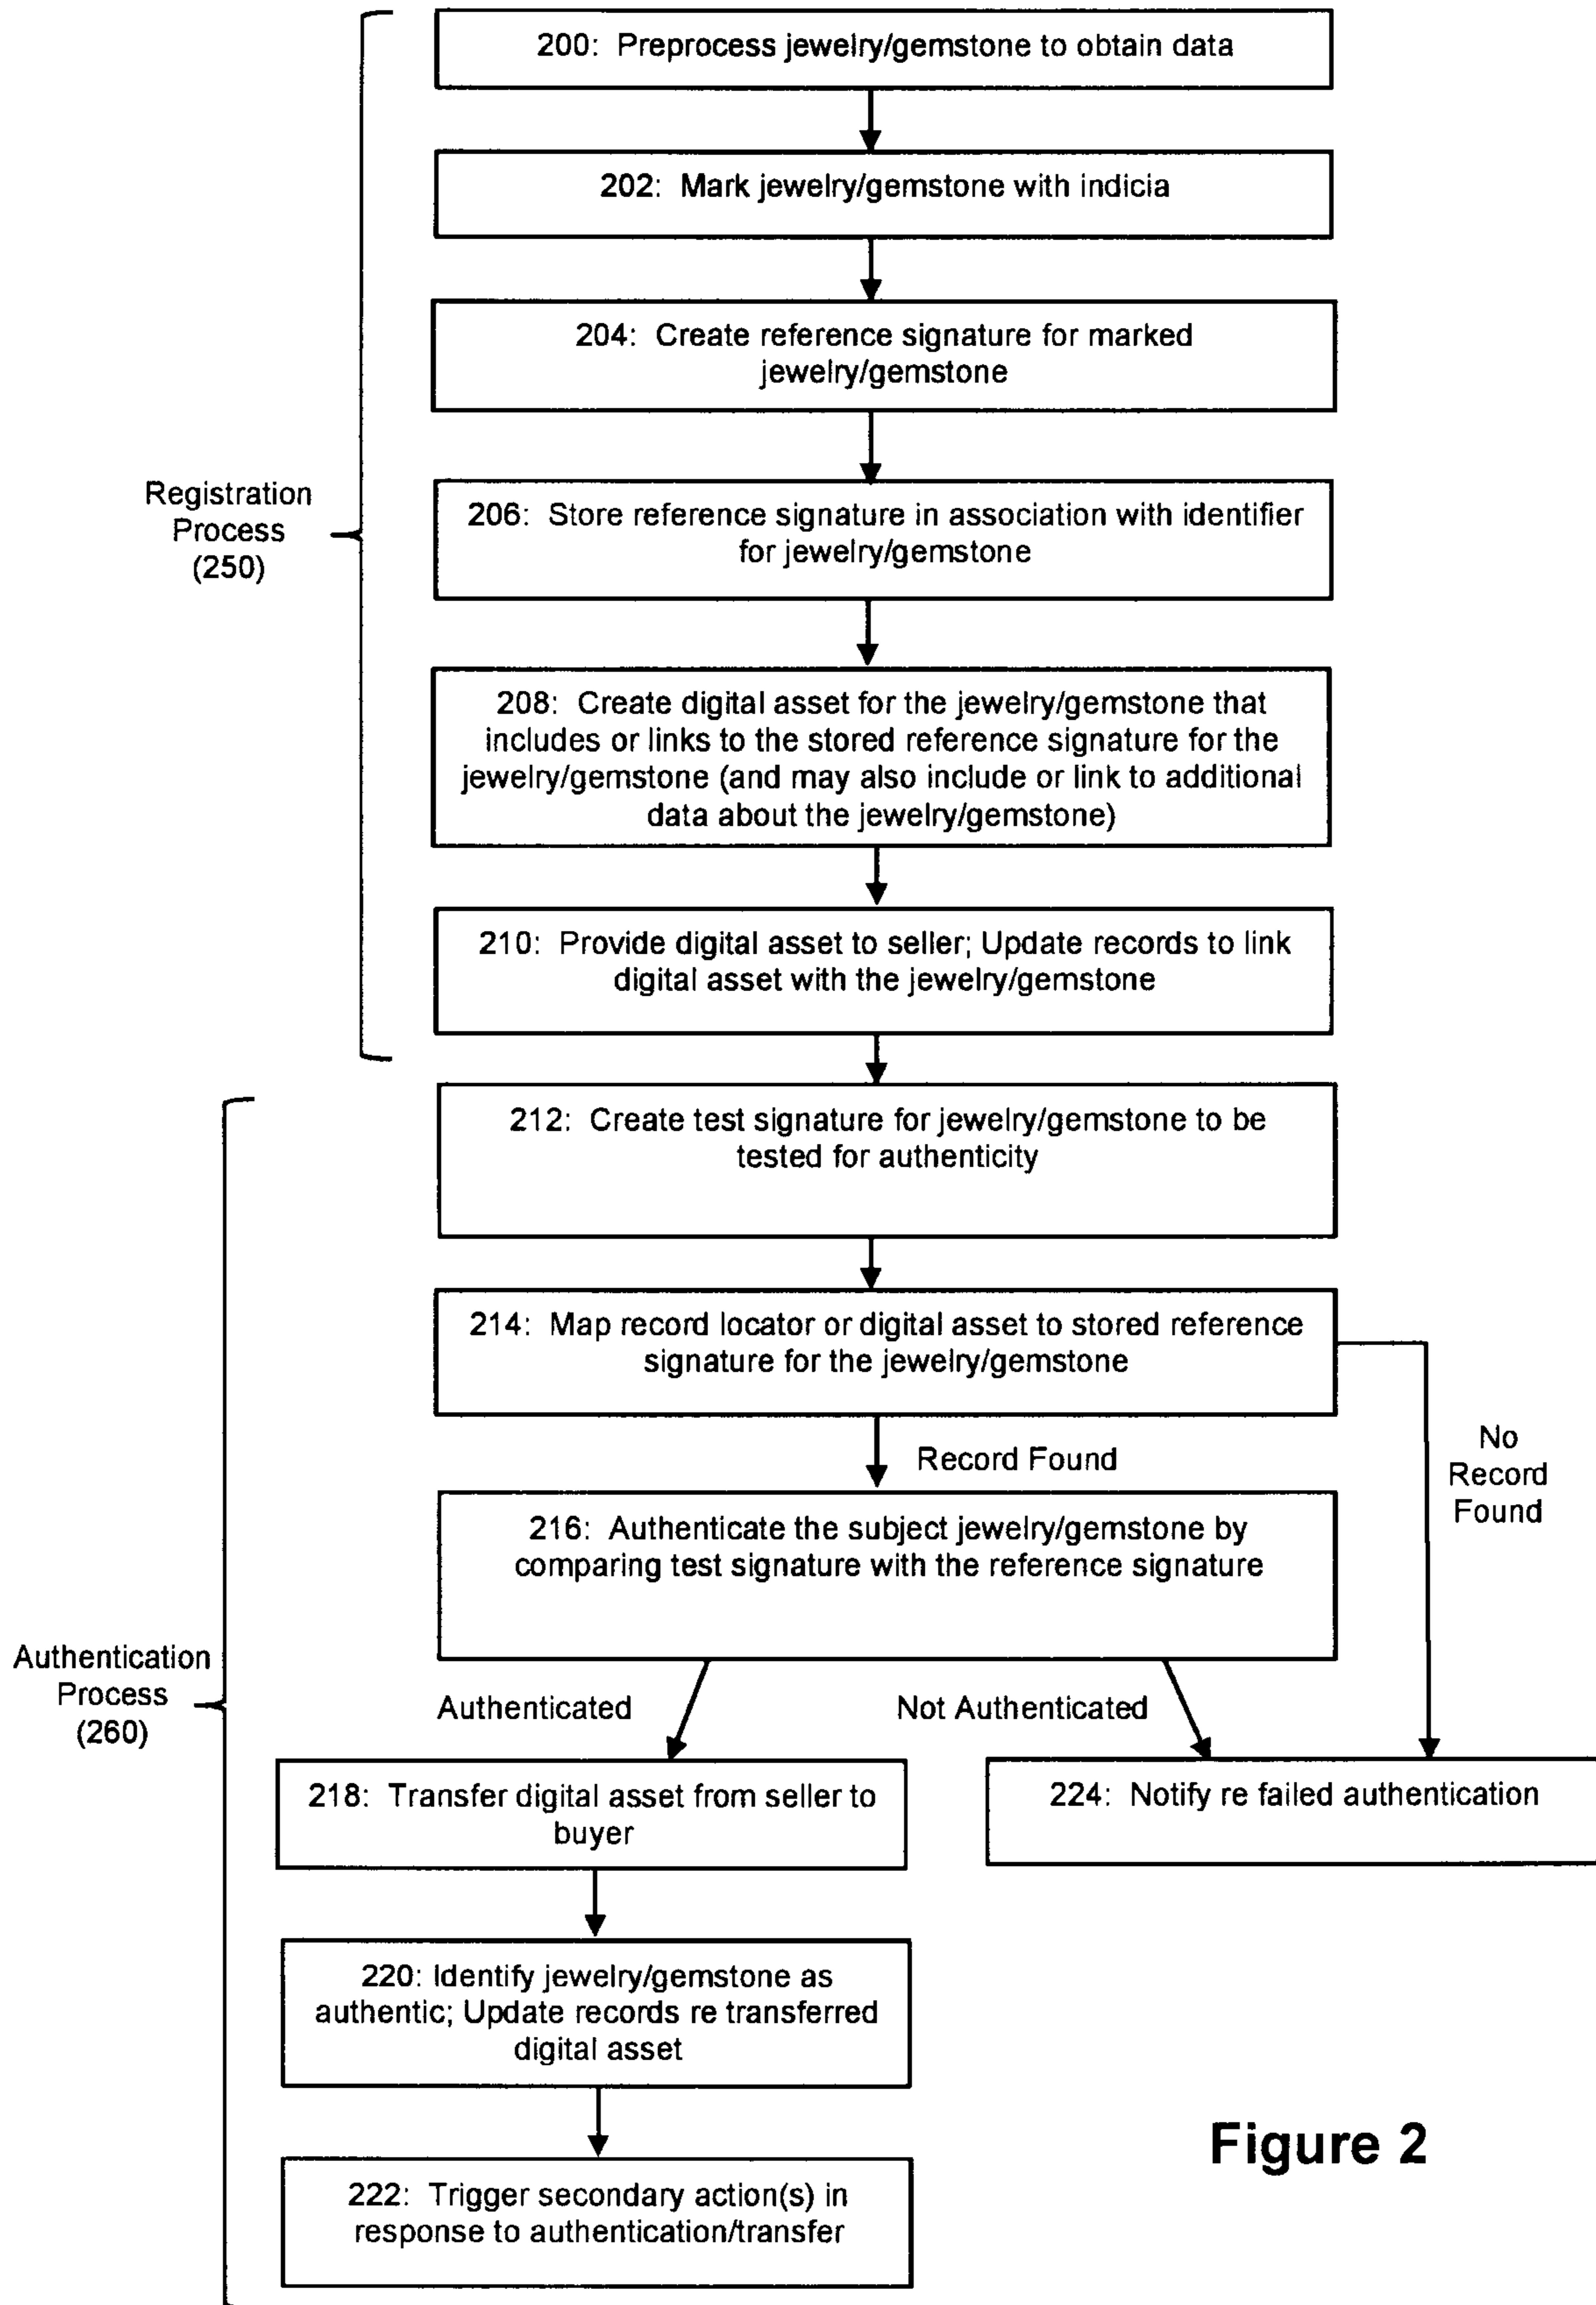 200: Preprocess jewelry/gemstone to obtain data
202: Mark jewelry/gemstone with indicia
204: Create reference signature for marked
jewelry/gemstone
Registration
Process
(250)
206: Store reference signature in association with identifier
for jewelry/gemstone
208: Create digital asset for the jewelry/gemstone that
includes or links to the stored reference signature for the
jewelry/gemstone (and may also include or link to additional
data about the jewelry/gemstone)
210: Provide digital asset to seller; Update records to link
digital asset with the jewelry/gemstone
212: Create test signature for jewelry/gemstone to be
tested for authenticity
214: Map record locator or digital asset to stored reference
signature for the jewelry/gemstone
Record Found
No
Record
Found
216: Authenticate the subject jewelry/gemstone by
comparing test signature with the reference signature
Authentication
Process
(260)
Authenticated
Not Authenticated
218: Transfer digital asset from seller to
buyer
224: Notify re failed authentication
220: Identify jewelry/gemstone as
authentic; Update records re transferred
digital asset
222: Trigger secondary action(s) in
response to authentication/transfer
Figure 2